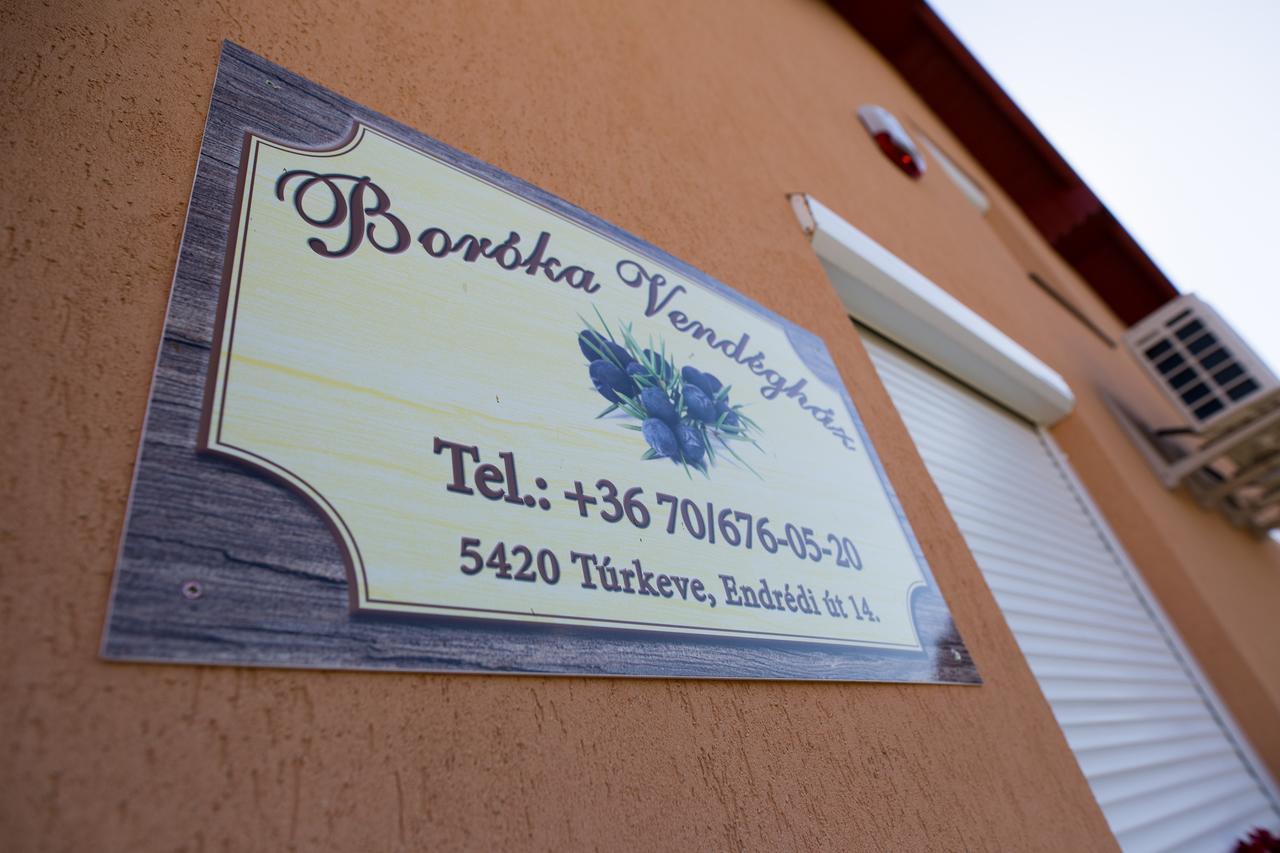 Boróka Vendégház
Tel.: +36 70/676-05-20
5420 Túrkeve, Endrédi út 14.